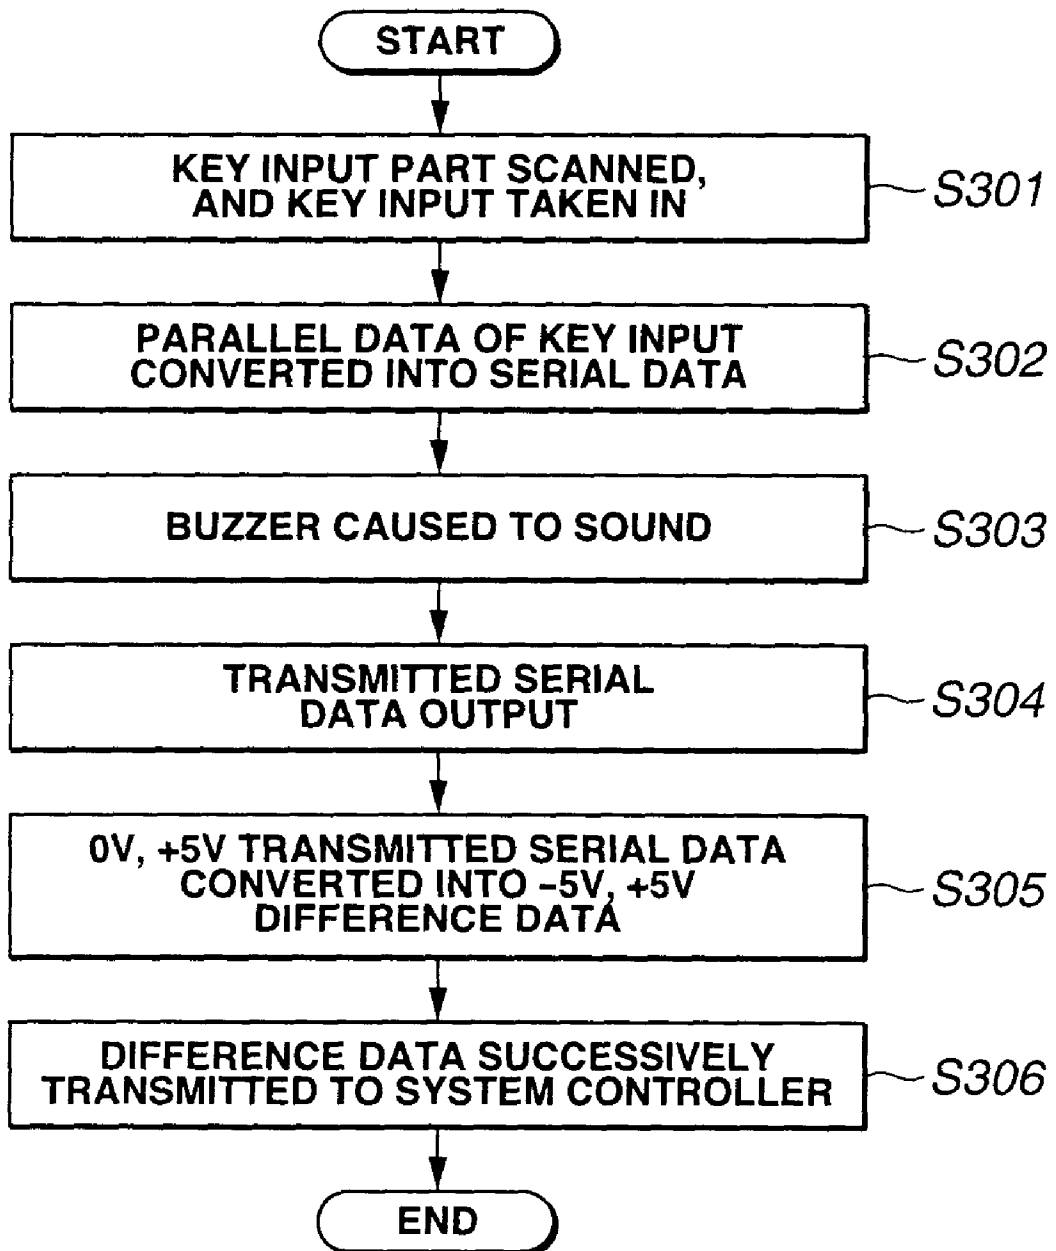 START
KEY INPUT PART SCANNED,
AND KEY INPUT TAKEN IN
S301
PARALLEL DATA OF KEY INPUT
CONVERTED INTO SERIAL DATA
S302
BUZZER CAUSED TO SOUND
S303
TRANSMITTED SERIAL
DATA OUTPUT
S304
0V, +5V TRANSMITTED SERIAL DATA
CONVERTED INTO -5V, +5V
DIFFERENCE DATA
S305
DIFFERENCE DATA SUCCESSIVELY
TRANSMITTED TO SYSTEM CONTROLLER
S306
END